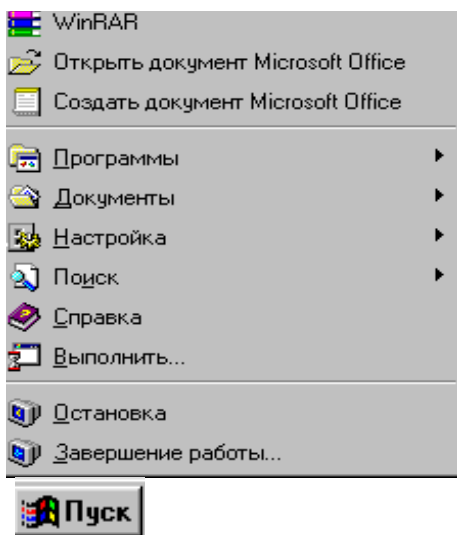 WinRAR
Открыть документ Microsoft Office
Создать документ Microsoft Office
Программы
Документы
Настройка
Поиск
Справка
Выполнить...
Остановка
Завершение работы...
Пуск